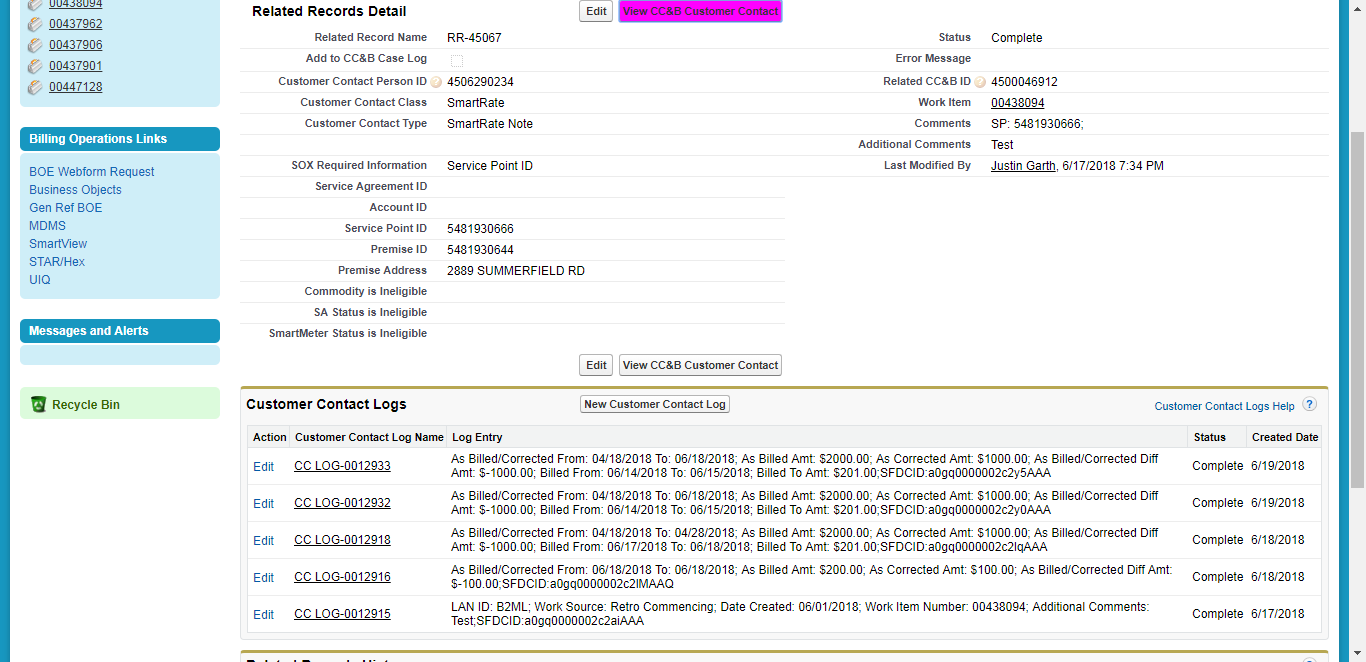 00438094
00437962
00437906
00437901
00447128
Billing Operations Links
BOE Webform Request
Business Objects
Gen Ref BOE
MDMS
SmartView
STAR/Hex
UIQ
Messages and Alerts
Recycle Bin
Related Records Detail
Edit View CC&B Customer Contact
Related Record Name RR-45067 Status Complete
Add to CC&B Case Log Error Message
Customer Contact Person ID ? 4506290234 Related CC&B ID ? 4500046912
Customer Contact Class SmartRate Work Item 00438094
Customer Contact Type SmartRate Note Comments SP: 5481930666;
Additional Comments Test
SOX Required Information Service Point ID Last Modified By Justin Garth, 6/17/2018 7:34 PM
Service Agreement ID
Account ID
Service Point ID 5481930666
Premise ID 5481930644
Premise Address 2889 SUMMERFIELD RD
Commodity is Ineligible
SA Status is Ineligible
SmartMeter Status is Ineligible
Edit View CC&B Customer Contact
Customer Contact Logs New Customer Contact Log Customer Contact Logs Help ?
Action Customer Contact Log Name Log Entry Status Created Date
Edit CC LOG-0012933 As Billed/Corrected From: 04/18/2018 To: 06/18/2018; As Billed Amt: $2000.00; As Corrected Amt: $1000.00; As Billed/Corrected Diff Complete 6/19/2018
Amt: $-1000.00; Billed From: 06/14/2018 To: 06/15/2018; Billed To Amt: $201.00;SFDCID:a0gq0000002c2y5AAA
Edit CC LOG-0012932 As Billed/Corrected From: 04/18/2018 To: 06/18/2018; As Billed Amt: $2000.00; As Corrected Amt: $1000.00; As Billed/Corrected Diff Complete 6/19/2018
Amt: $-1000.00; Billed From: 06/14/2018 To: 06/15/2018; Billed To Amt: $201.00;SFDCID:a0gq0000002c2y0AAA
Edit CC LOG-0012918 As Billed/Corrected From: 04/18/2018 To: 04/28/2018; As Billed Amt: $2000.00; As Corrected Amt: $1000.00; As Billed/Corrected Diff Complete 6/18/2018
Amt: $-1000.00; Billed From: 06/17/2018 To: 06/18/2018; Billed To Amt: $201.00;SFDCID:a0gq0000002c2lqAAA
Edit CC LOG-0012916 As Billed/Corrected From: 06/18/2018 To: 06/18/2018; As Billed Amt: $200.00; As Corrected Amt: $100.00; As Billed/Corrected Diff Amt: Complete 6/18/2018
$-100.00;SFDCID:a0gq0000002c2lMAAQ
Edit CC LOG-0012915 LAN ID: B2ML; Work Source: Retro Commencing; Date Created: 06/01/2018; Work Item Number: 00438094; Additional Comments: Complete 6/17/2018
Test;SFDCID:a0gq0000002c2aiAAA